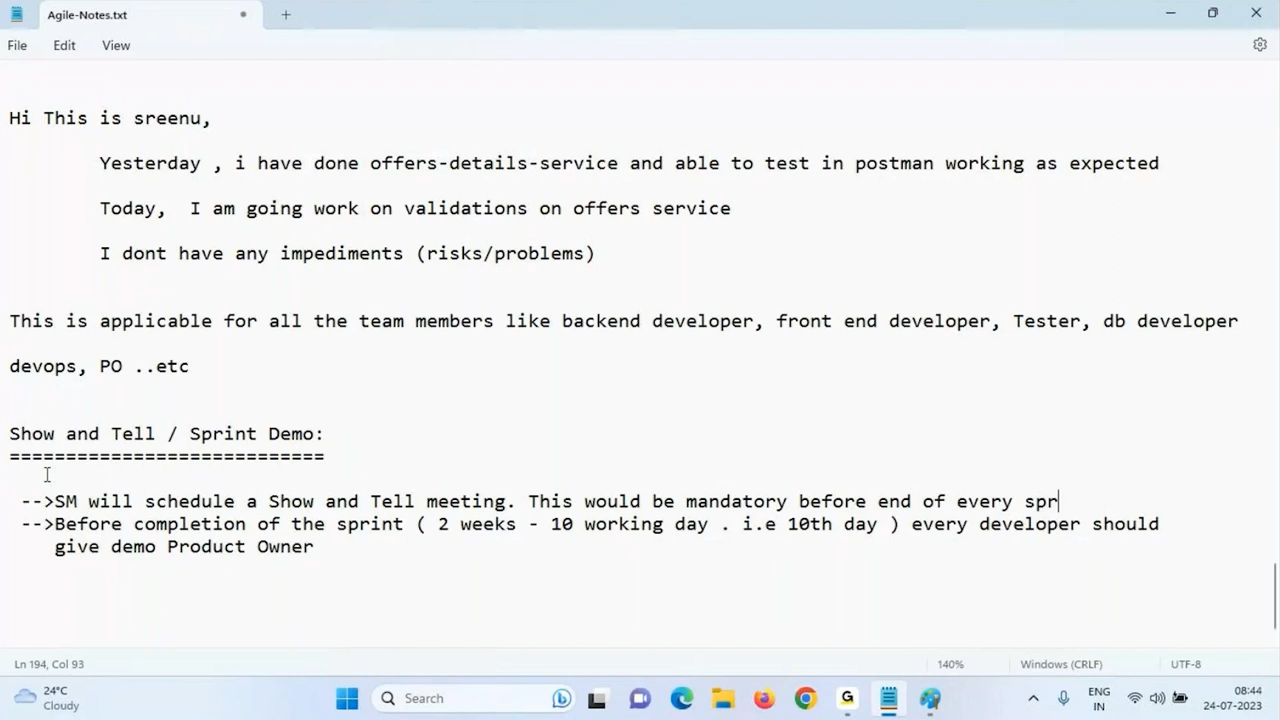 Agile-Notes.txt
File Edit View
Hi This is sreenu,
Yesterday , i have done offers-details-service and able to test in postman working as expected
Today,  I am going work on validations on offers service
I dont have any impediments (risks/problems)
This is applicable for all the team members like backend developer, front end developer, Tester, db developer
devops, PO ..etc
Show and Tell / Sprint Demo:
============================
-->SM will schedule a Show and Tell meeting. This would be mandatory before end of every spr
-->Before completion of the sprint ( 2 weeks - 10 working day . i.e 10th day ) every developer should
give demo Product Owner
Ln 194, Col 93 140% Windows (CRLF) UTF-8
24°C
Cloudy
Search
ENG
IN
08:44
24-07-2023